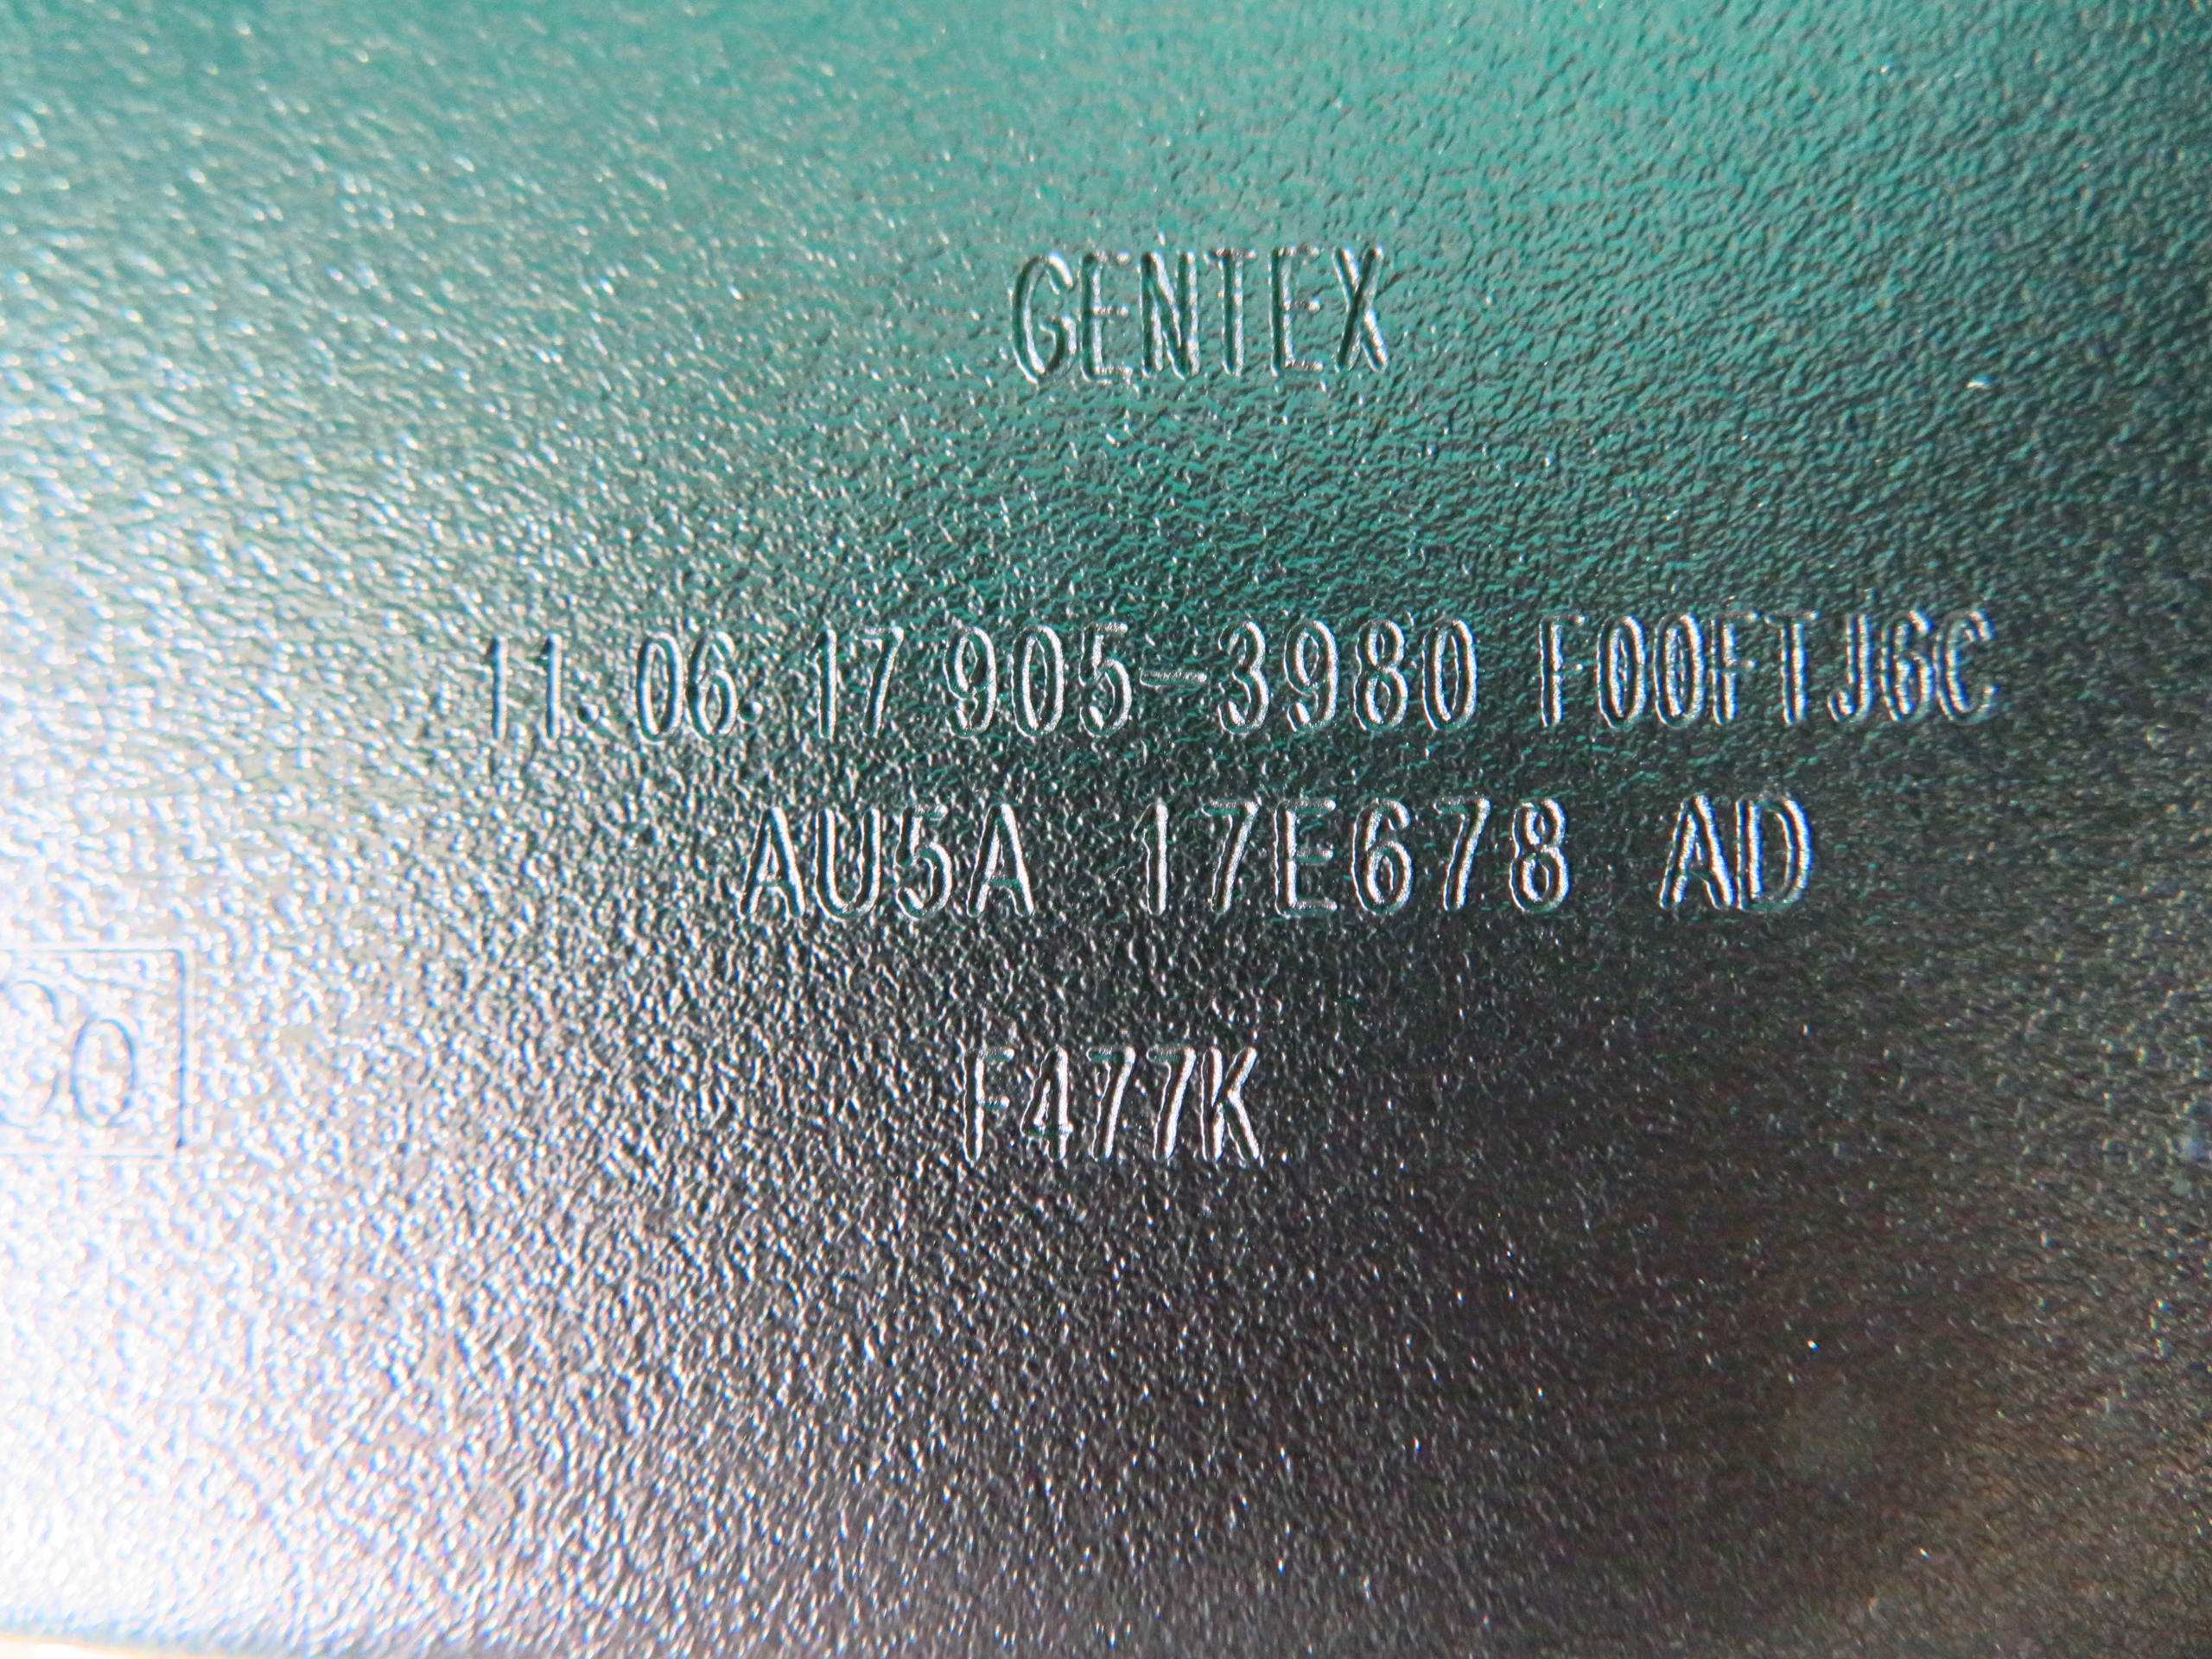 GENTEX
11.06.17 905-3980 F00FTJ6C
AU5A 17E678 AD
F477K